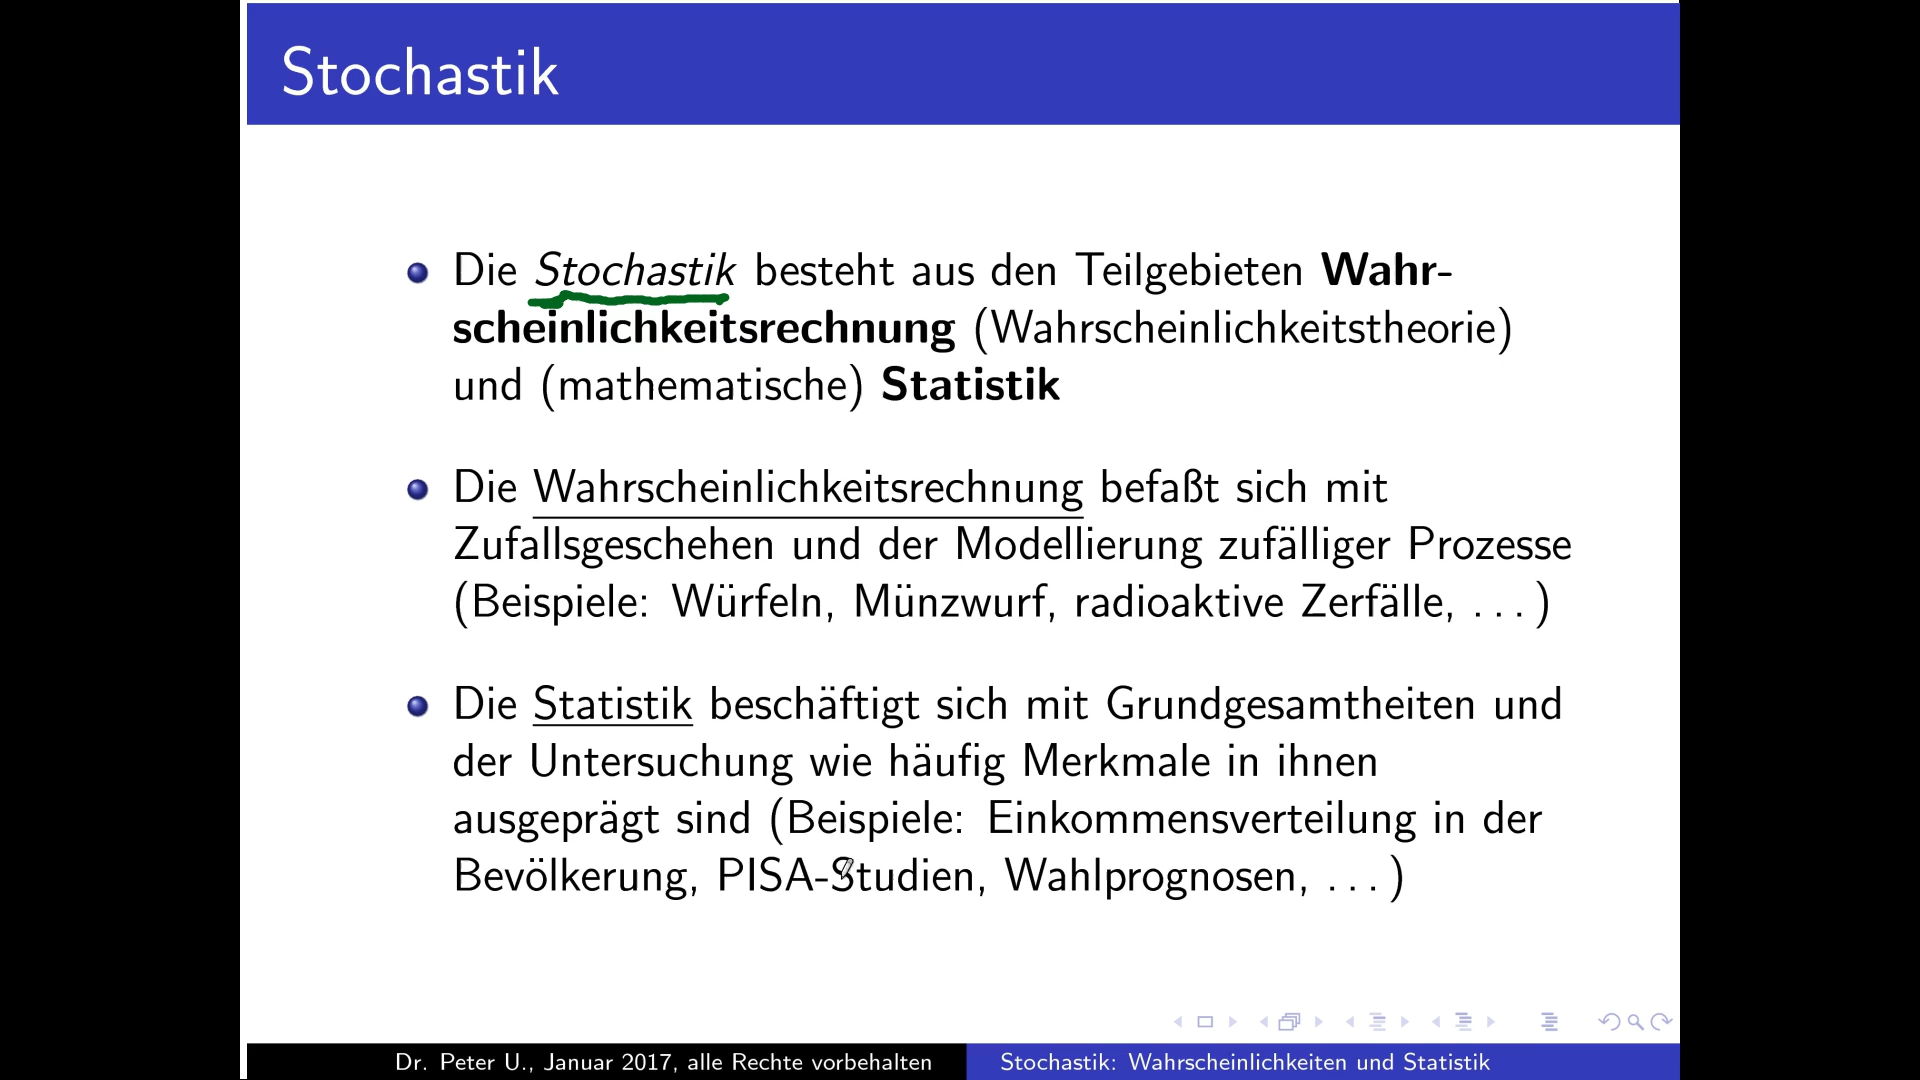 Stochastik
Die Stochastik besteht aus den Teilgebieten Wahr-
scheinlichkeitsrechnung (Wahrscheinlichkeitstheorie)
und (mathematische) Statistik
Die Wahrscheinlichkeitsrechnung befaßt sich mit
Zufallsgeschehen und der Modellierung zufälliger Prozesse
(Beispiele: Würfeln, Münzwurf, radioaktive Zerfälle, . . . )
Die Statistik beschäftigt sich mit Grundgesamtheiten und
der Untersuchung wie häufig Merkmale in ihnen
ausgeprägt sind (Beispiele: Einkommensverteilung in der
Bevölkerung, PISA-Studien, Wahlprognosen, . . . )
Dr. Peter U., Januar 2017, alle Rechte vorbehalten
Stochastik: Wahrscheinlichkeiten und Statistik